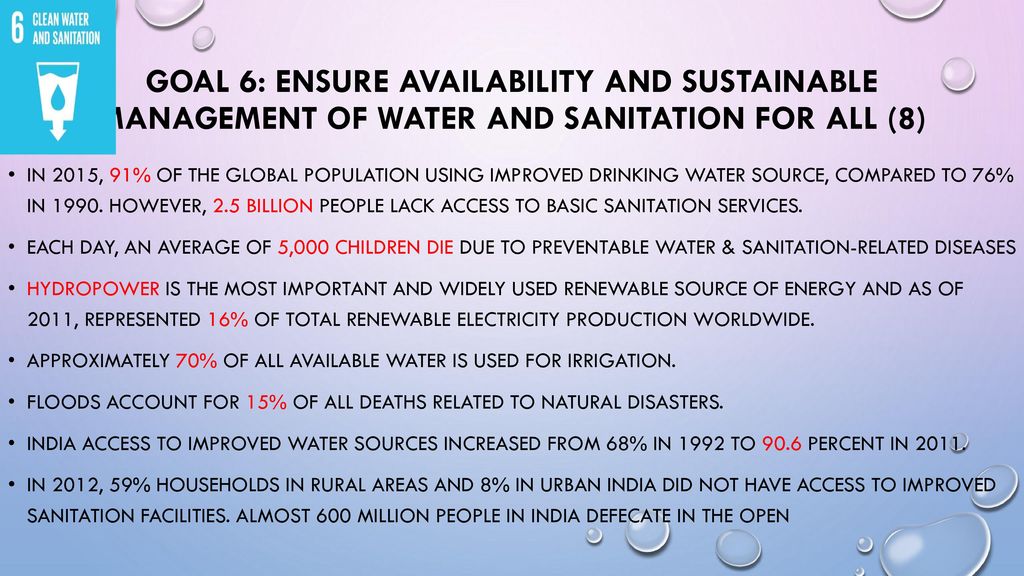 6 CLEAN WATER
AND SANITATION
GOAL 6: ENSURE AVAILABILITY AND SUSTAINABLE
MANAGEMENT OF WATER AND SANITATION FOR ALL (8)
• IN 2015, 91% OF THE GLOBAL POPULATION USING IMPROVED DRINKING WATER SOURCE, COMPARED TO 76%
IN 1990. HOWEVER, 2.5 BILLION PEOPLE LACK ACCESS TO BASIC SANITATION SERVICES.
• EACH DAY, AN AVERAGE OF 5,000 CHILDREN DIE DUE TO PREVENTABLE WATER & SANITATION-RELATED DISEASES
• HYDROPOWER IS THE MOST IMPORTANT AND WIDELY USED RENEWABLE SOURCE OF ENERGY AND AS OF
2011, REPRESENTED 16% OF TOTAL RENEWABLE ELECTRICITY PRODUCTION WORLDWIDE.
• APPROXIMATELY 70% OF ALL AVAILABLE WATER IS USED FOR IRRIGATION.
• FLOODS ACCOUNT FOR 15% OF ALL DEATHS RELATED TO NATURAL DISASTERS.
• INDIA ACCESS TO IMPROVED WATER SOURCES INCREASED FROM 68% IN 1992 TO 90.6 PERCENT IN 2011.
• IN 2012, 59% HOUSEHOLDS IN RURAL AREAS AND 8% IN URBAN INDIA DID NOT HAVE ACCESS TO IMPROVED
SANITATION FACILITIES. ALMOST 600 MILLION PEOPLE IN INDIA DEFECATE IN THE OPEN